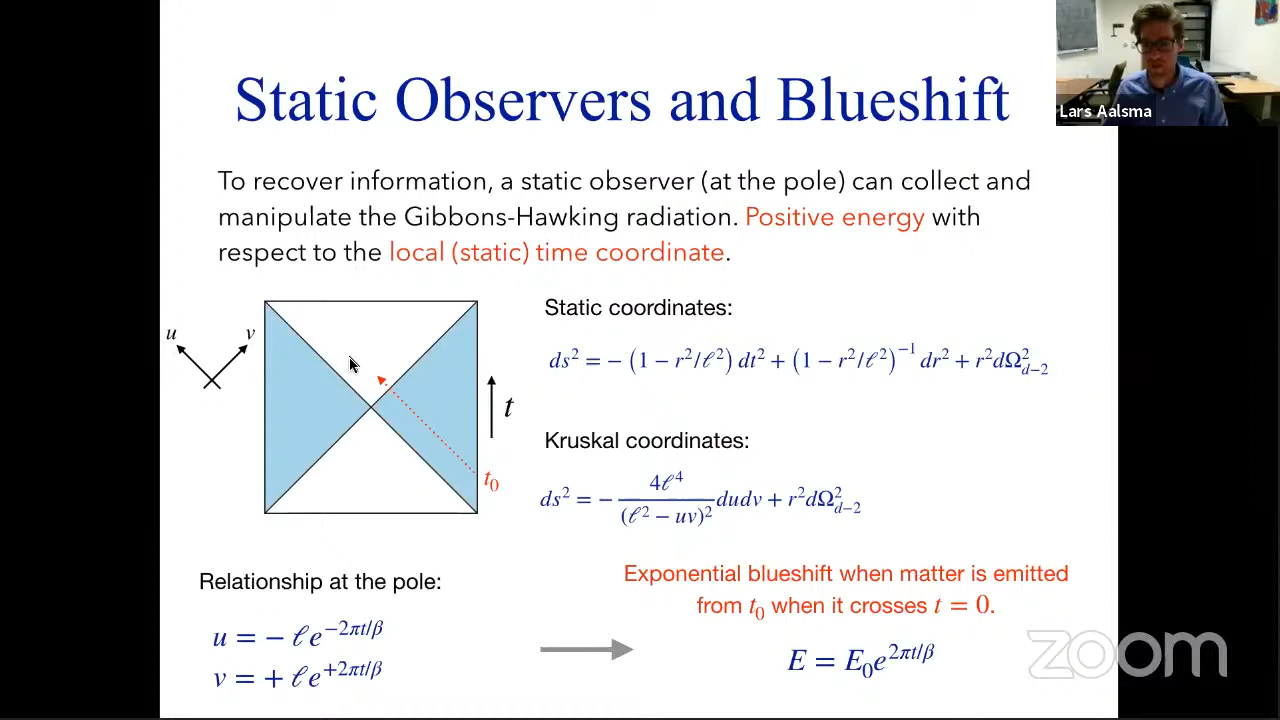 Static Observers and Blueshift
Lars Aalsma
To recover information, a static observer (at the pole) can collect and
manipulate the Gibbons-Hawking radiation. Positive energy with
respect to the local (static) time coordinate.
u
v
t
t₀
Static coordinates:
ds² = − (1 − r²/ℓ²) dt² + (1 − r²/ℓ²)⁻¹ dr² + r²dΩ²_{d−2}
Kruskal coordinates:
ds² = − 4ℓ⁴/(ℓ² − uv)² dudv + r²dΩ²_{d−2}
Relationship at the pole:
u = − ℓe^{−2πt/β}
v = + ℓe^{+2πt/β}
Exponential blueshift when matter is emitted
from t₀ when it crosses t = 0.
E = E₀e^{2πt/β}
zoom